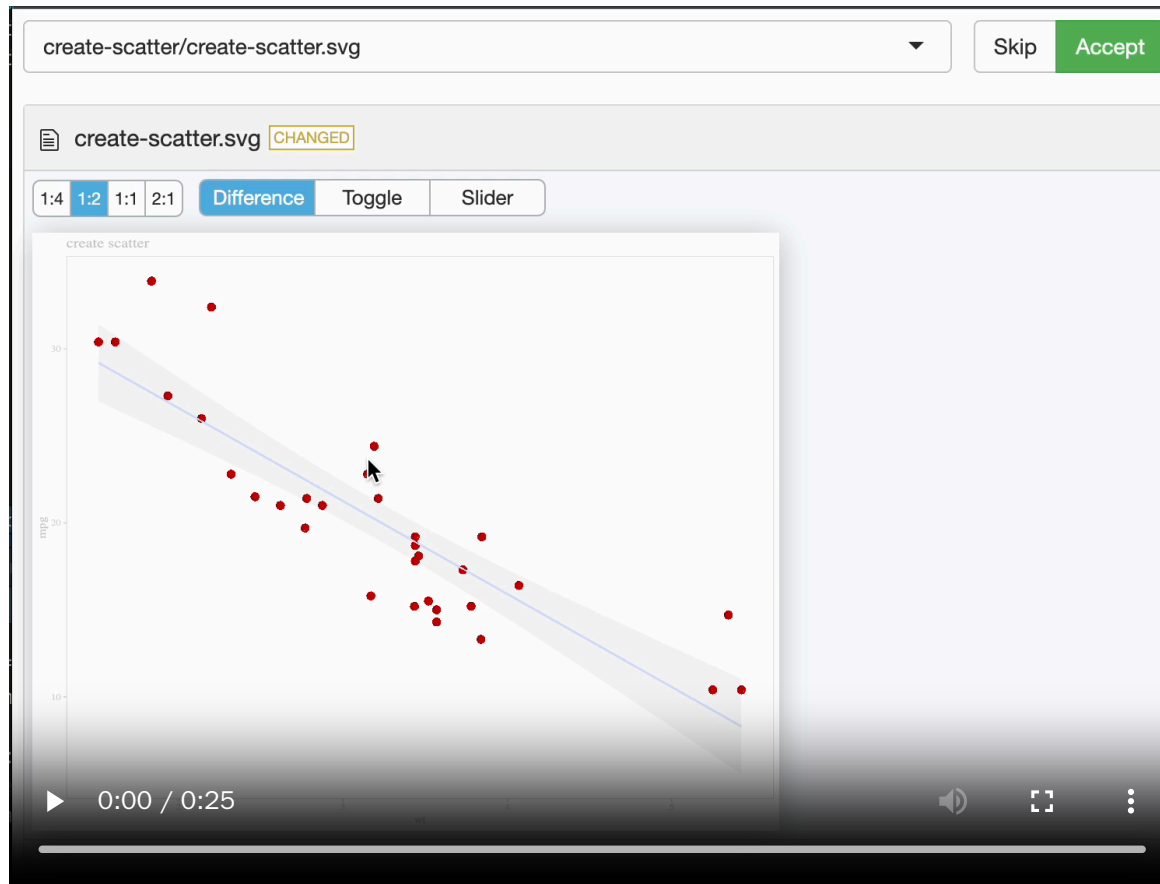 create-scatter/create-scatter.svg
Skip
Accept
create-scatter.svg CHANGED
1:4 1:2 1:1 2:1 Difference Toggle Slider
create scatter
30
mpg
20
10
wt
0:00 / 0:25